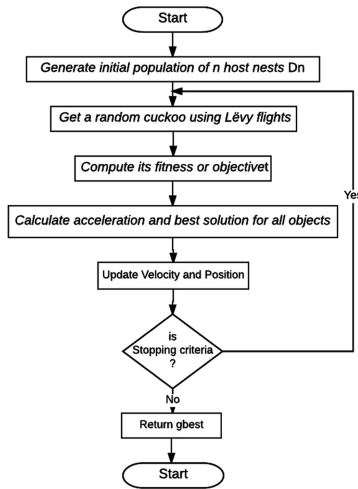 Start
Generate initial population of n host nests Dn
Get a random cuckoo using Lëvy flights
Compute its fitness or objectivet
Calculate acceleration and best solution for all objects
Yes
Update Velocity and Position
is
Stopping criteria
?
No
Return gbest
Start